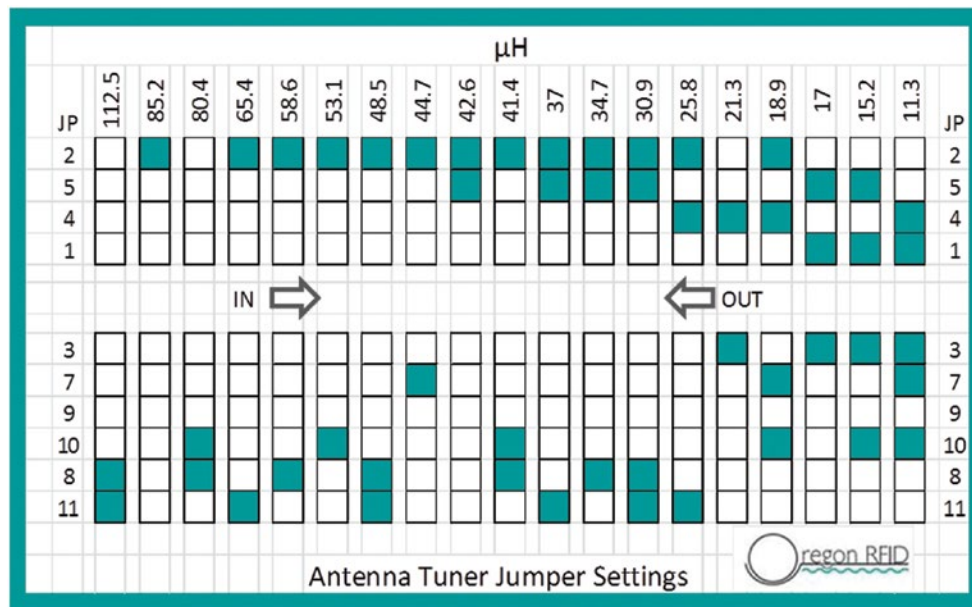 μH
JP 112.5 85.2 80.4 65.4 58.6 53.1 48.5 44.7 42.6 41.4 37 34.7 30.9 25.8 21.3 18.9 17 15.2 11.3 JP
2 2
5 5
4 4
1 1
IN OUT
3 3
7 7
9 9
10 10
8 8
11 11
Oregon RFID
Antenna Tuner Jumper Settings